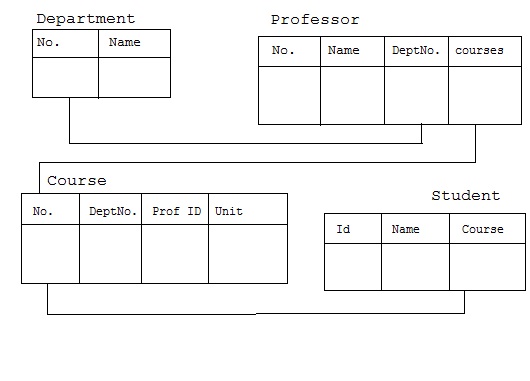 Department
No. Name
Professor
No. Name DeptNo. courses
Course
No. DeptNo. Prof ID Unit
Student
Id Name Course